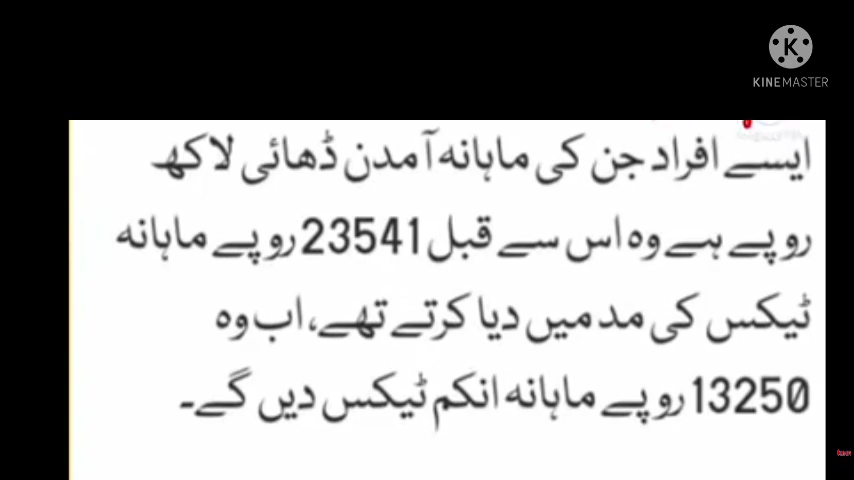 KINEMASTER
ایسے افراد جن کی ماہانہ آمدن ڈھائی لاکھ
روپے ہے وہ اس سے قبل 23541 روپے ماہانہ
ٹیکس کی مد میں دیا کرتے تھے، اب وہ
13250 روپے ماہانہ انکم ٹیکس دیں گے۔